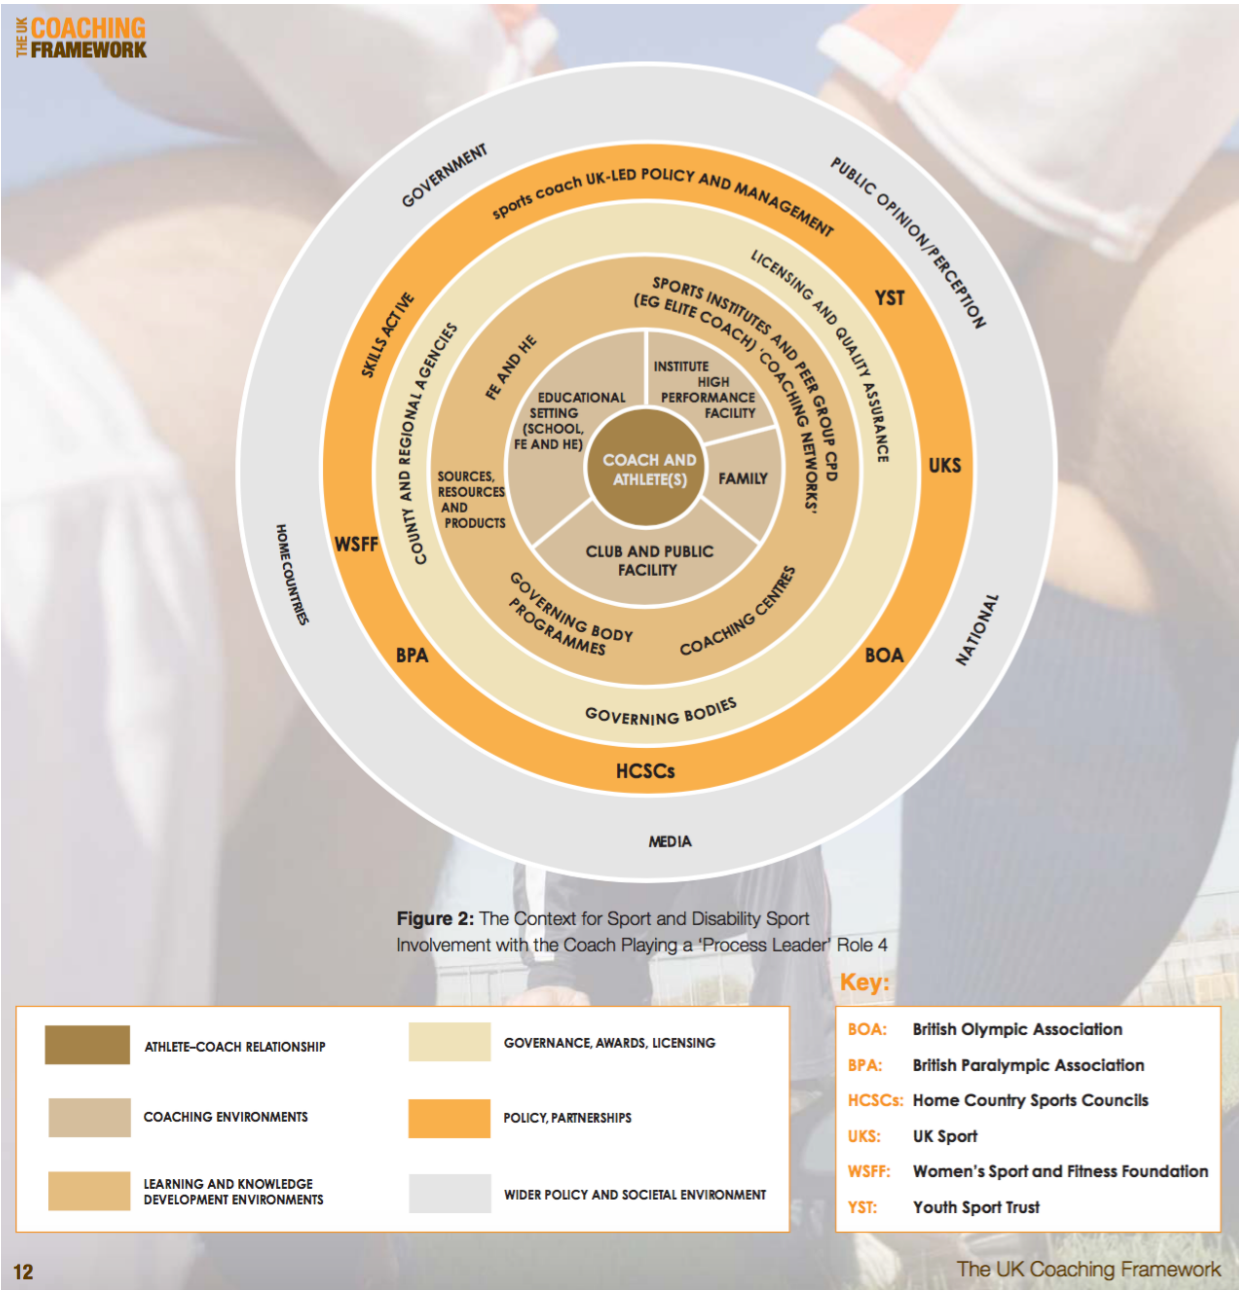 THE UK
COACHING
FRAMEWORK
GOVERNMENT
PUBLIC OPINION/PERCEPTION
NATIONAL
MEDIA
HOME COUNTRIES
sports coach UK-LED POLICY AND MANAGEMENT
YST
UKS
BOA
HCSCs
BPA
WSFF
SKILLS ACTIVE
LICENSING AND QUALITY ASSURANCE
GOVERNING BODIES
COUNTY AND REGIONAL AGENCIES
SPORTS INSTITUTES AND PEER GROUP CPD
(EG ELITE COACH) ‘COACHING NETWORKS’
COACHING CENTRES
GOVERNING BODY
PROGRAMMES
SOURCES,
RESOURCES
AND
PRODUCTS
FE AND HE
EDUCATIONAL
SETTING
(SCHOOL,
FE AND HE)
INSTITUTE
HIGH
PERFORMANCE
FACILITY
FAMILY
CLUB AND PUBLIC
FACILITY
COACH AND
ATHLETE(S)
Figure 2: The Context for Sport and Disability Sport
Involvement with the Coach Playing a ‘Process Leader’ Role 4
ATHLETE–COACH RELATIONSHIP
COACHING ENVIRONMENTS
LEARNING AND KNOWLEDGE
DEVELOPMENT ENVIRONMENTS
GOVERNANCE, AWARDS, LICENSING
POLICY, PARTNERSHIPS
WIDER POLICY AND SOCIETAL ENVIRONMENT
Key:
BOA: British Olympic Association
BPA: British Paralympic Association
HCSCs: Home Country Sports Councils
UKS: UK Sport
WSFF: Women’s Sport and Fitness Foundation
YST: Youth Sport Trust
12
The UK Coaching Framework